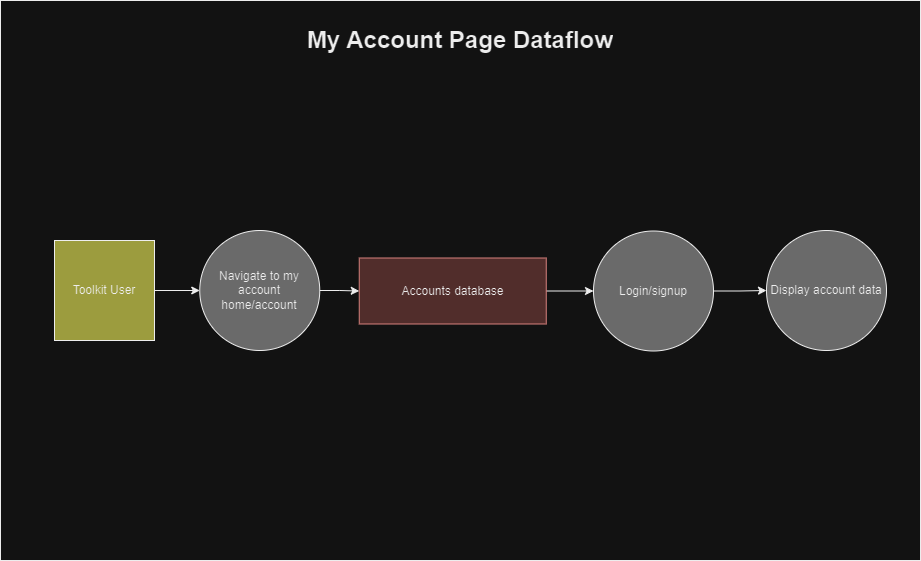 My Account Page Dataflow
Toolkit User
Navigate to my
account
home/account
Accounts database
Login/signup
Display account data